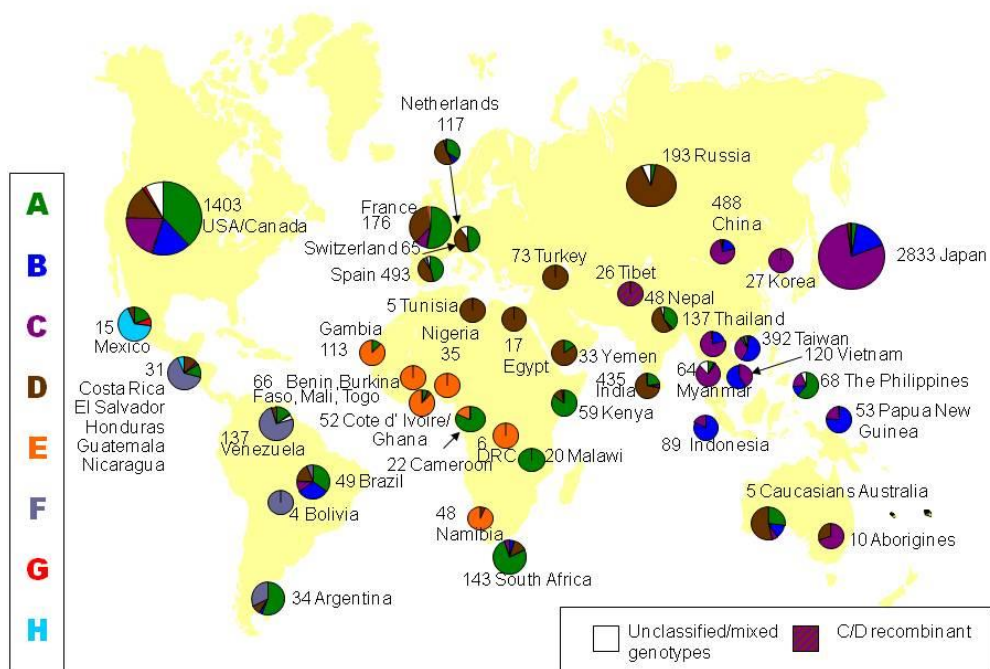 A
B
C
D
E
F
G
H
Netherlands
117
1403
USA/Canada
France
176
Switzerland 65
Spain 493
193 Russia
488
China
2833 Japan
27 Korea
73 Turkey
26 Tibet
48 Nepal
137 Thailand
392 Taiwan
120 Vietnam
64
Myanmar
68 The Philippines
53 Papua New
Guinea
89 Indonesia
5 Tunisia
17
Egypt
33 Yemen
435
India
59 Kenya
Gambia
113
Nigeria
35
66 Benin, Burkina
Faso, Mali, Togo
52 Cote d' Ivoire/
Ghana
22 Cameroon
6
DRC
20 Malawi
48
Namibia
143 South Africa
15
Mexico
31
Costa Rica
El Salvador
Honduras
Guatemala
Nicaragua
137
Venezuela
49 Brazil
4 Bolivia
34 Argentina
5 Caucasians Australia
10 Aborigines
Unclassified/mixed
genotypes
C/D recombinant